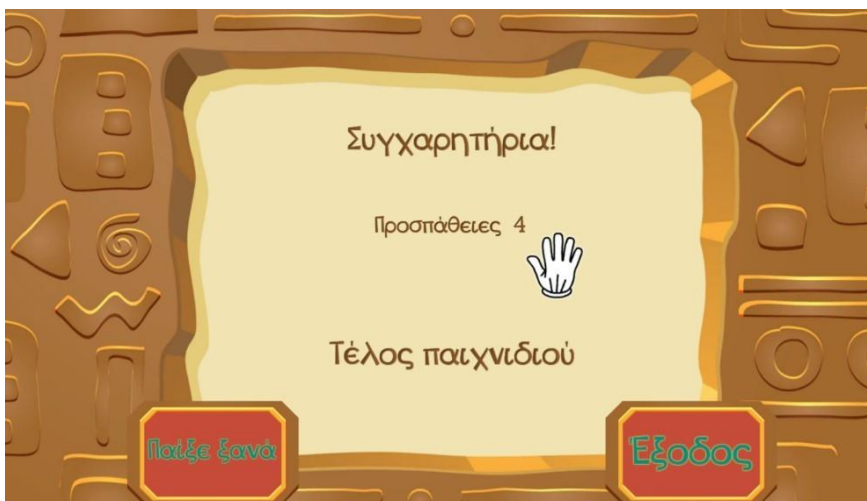 Συγχαρητήρια!
Προσπάθειες 4
Τέλος παιχνιδιού
Παίξε ξανά
Έξοδος